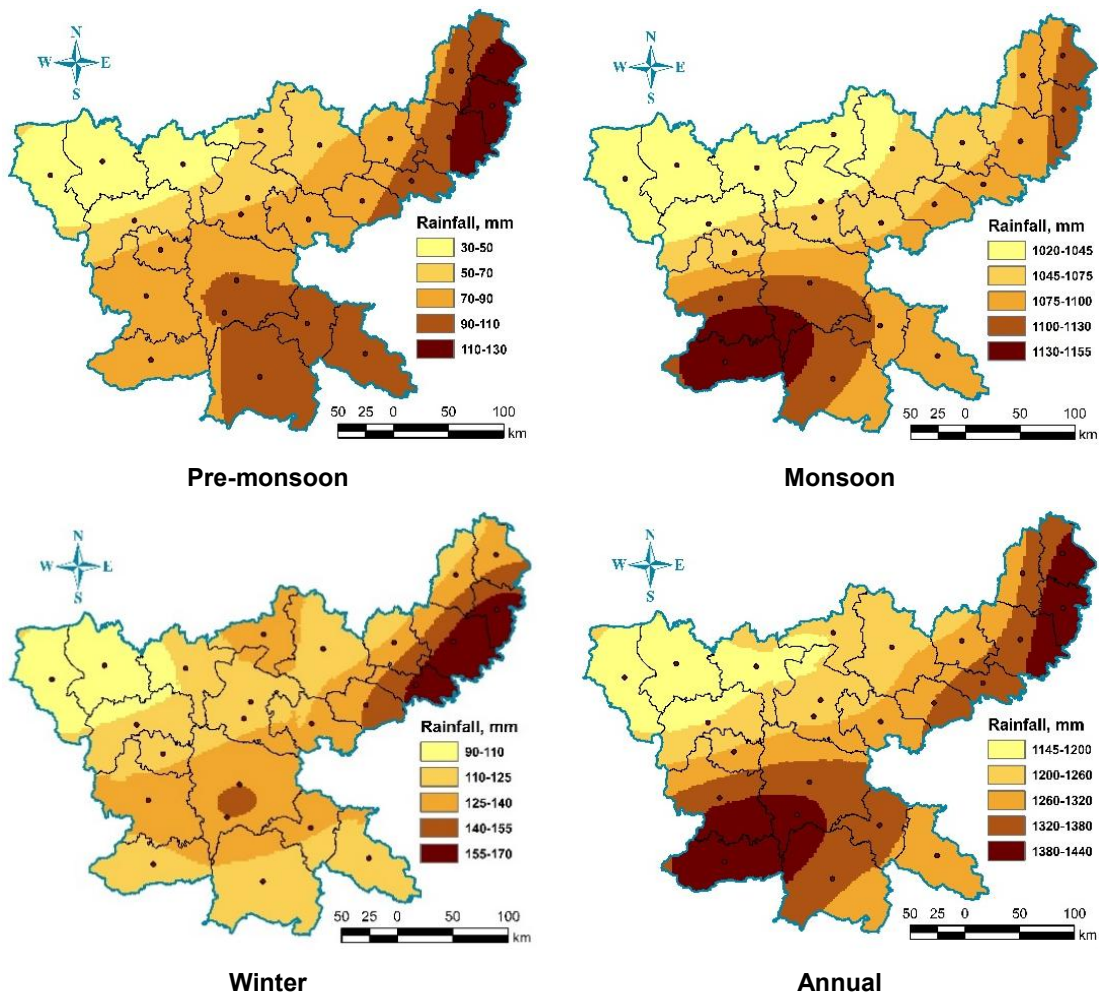 N
W E
S
Rainfall, mm
30-50
50-70
70-90
90-110
110-130
50 25 0 50 100
km
Pre-monsoon
N
W E
S
Rainfall, mm
1020-1045
1045-1075
1075-1100
1100-1130
1130-1155
50 25 0 50 100
km
Monsoon
N
W E
S
Rainfall, mm
90-110
110-125
125-140
140-155
155-170
50 25 0 50 100
km
Winter
N
W E
S
Rainfall, mm
1145-1200
1200-1260
1260-1320
1320-1380
1380-1440
50 25 0 50 100
km
Annual